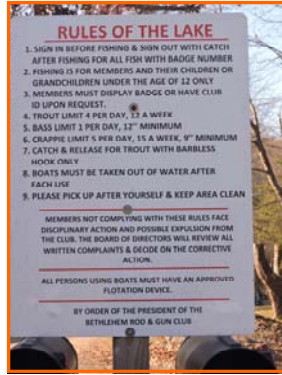 RULES OF THE LAKE
1. SIGN IN BEFORE FISHING & SIGN OUT WITH CATCH
AFTER FISHING FOR ALL FISH WITH BADGE NUMBER
2. FISHING IS FOR MEMBERS AND THEIR CHILDREN OR
GRANDCHILDREN UNDER THE AGE OF 12 ONLY
3. MEMBERS MUST DISPLAY BADGE OR HAVE CLUB
ID UPON REQUEST.
4. TROUT LIMIT 4 PER DAY, 12 A WEEK
5. BASS LIMIT 1 PER DAY, 12" MINIMUM
6. CRAPPIE LIMIT 5 PER DAY, 15 A WEEK, 9" MINIMUM
7. CATCH & RELEASE FOR TROUT WITH BARBLESS
HOOK ONLY
8. BOATS MUST BE TAKEN OUT OF WATER AFTER
EACH USE
9. PLEASE PICK UP AFTER YOURSELF & KEEP AREA CLEAN
MEMBERS NOT COMPLYING WITH THESE RULES FACE
DISCIPLINARY ACTION AND POSSIBLE EXPULSION FROM
THE CLUB. THE BOARD OF DIRECTORS WILL REVIEW ALL
WRITTEN COMPLAINTS & DECIDE ON THE CORRECTIVE
ACTION.
ALL PERSONS USING BOATS MUST HAVE AN APPROVED
FLOTATION DEVICE.
BY ORDER OF THE PRESIDENT OF THE
BETHLEHEM ROD & GUN CLUB